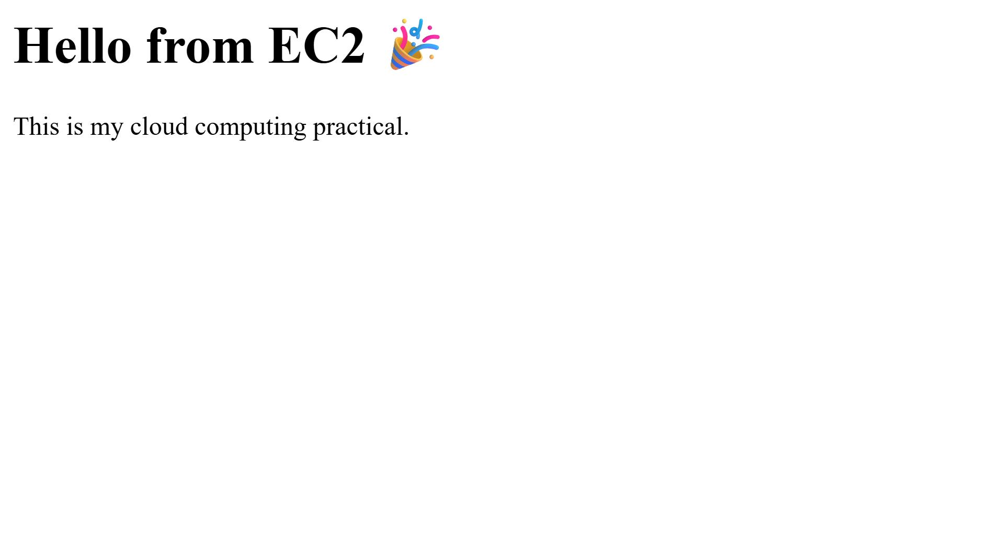 Hello from EC2 🎉
This is my cloud computing practical.